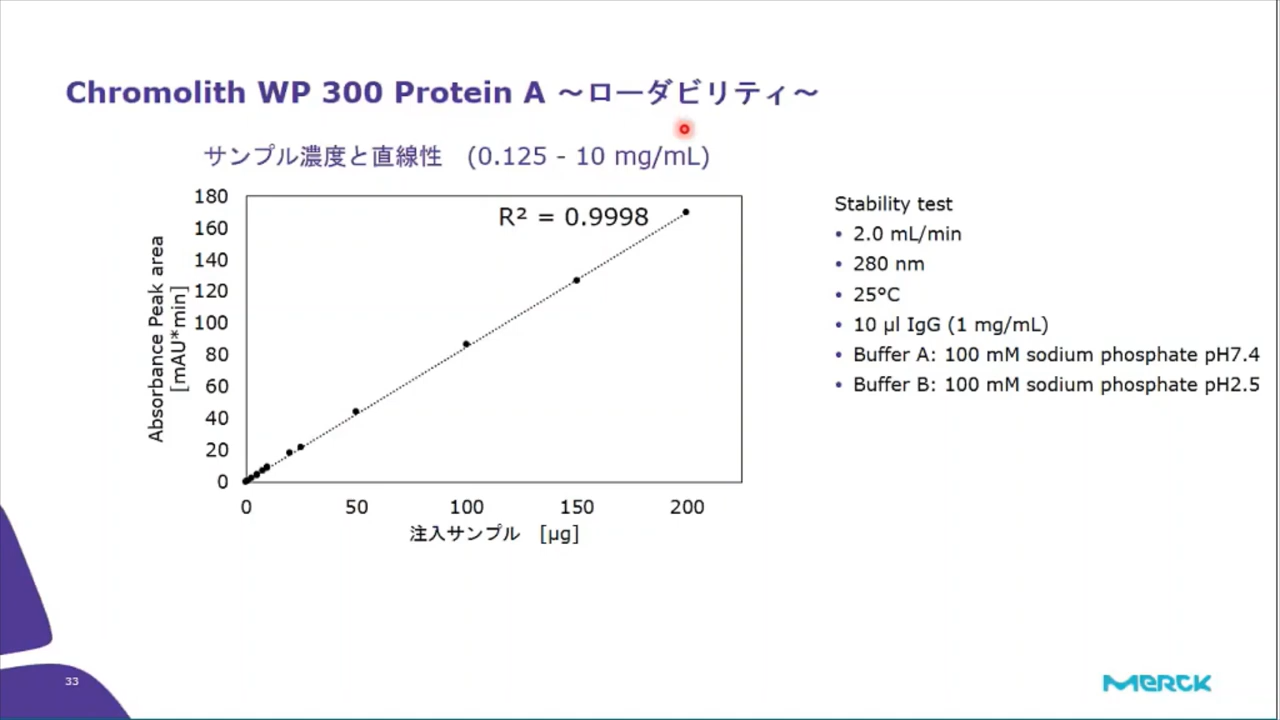 Chromolith WP 300 Protein A ～ローダビリティ～
サンプル濃度と直線性 (0.125 - 10 mg/mL)
R² = 0.9998
Absorbance Peak area
[mAU*min]
180
160
140
120
100
80
60
40
20
0
0 50 100 150 200
注入サンプル [µg]
Stability test
• 2.0 mL/min
• 280 nm
• 25°C
• 10 µl IgG (1 mg/mL)
• Buffer A: 100 mM sodium phosphate pH7.4
• Buffer B: 100 mM sodium phosphate pH2.5
33
MERCK